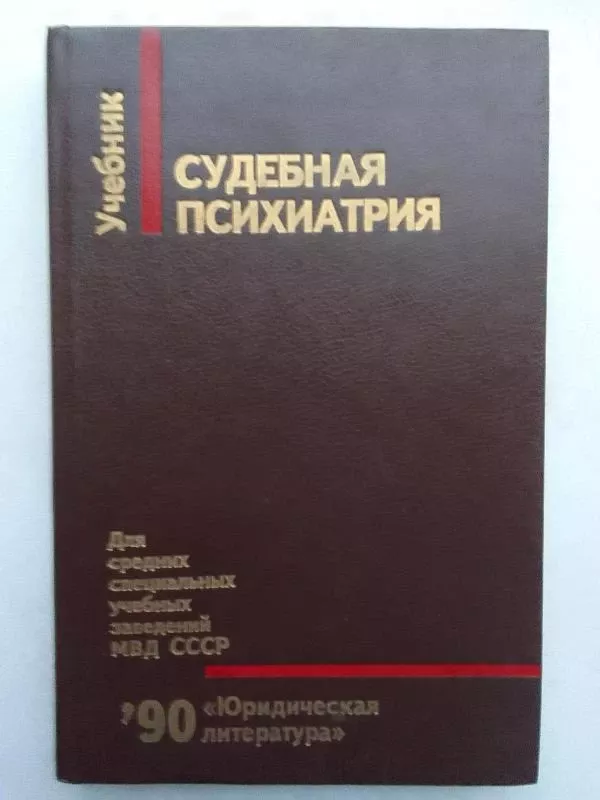 Учебник
СУДЕБНАЯ
ПСИХИАТРИЯ
Для
средних
специальных
учебных
заведений
МВД СССР
'90 «Юридическая
литература»